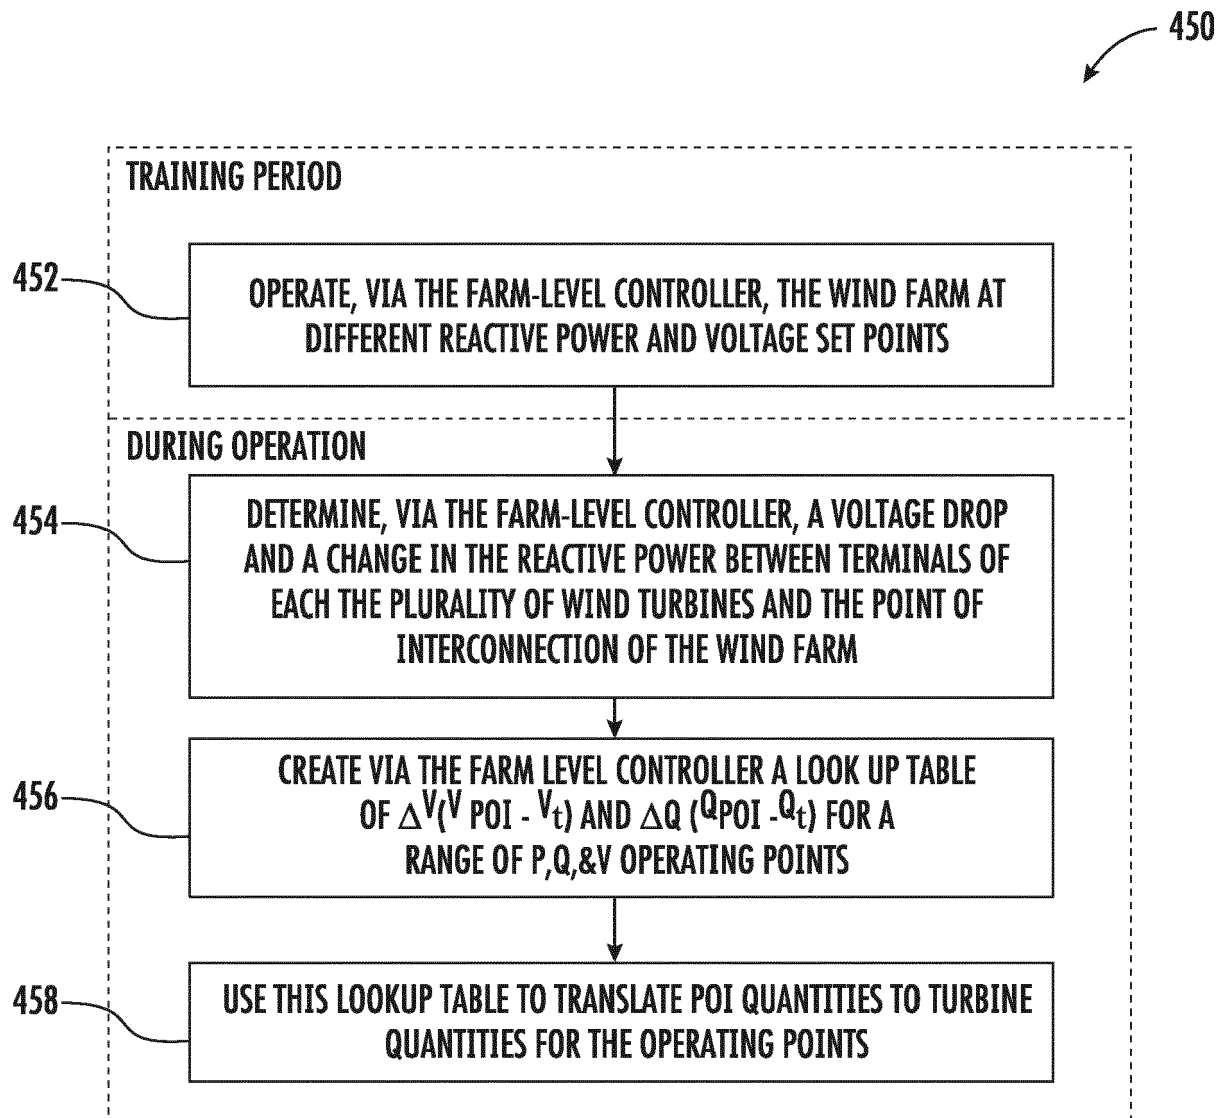 450
TRAINING PERIOD
452
OPERATE, VIA THE FARM-LEVEL CONTROLLER, THE WIND FARM AT
DIFFERENT REACTIVE POWER AND VOLTAGE SET POINTS
DURING OPERATION
454
DETERMINE, VIA THE FARM-LEVEL CONTROLLER, A VOLTAGE DROP
AND A CHANGE IN THE REACTIVE POWER BETWEEN TERMINALS OF
EACH THE PLURALITY OF WIND TURBINES AND THE POINT OF
INTERCONNECTION OF THE WIND FARM
456
CREATE VIA THE FARM LEVEL CONTROLLER A LOOK UP TABLE
OF ΔV(V POI - Vt) AND ΔQ (QPOI -Qt) FOR A
RANGE OF P,Q,&V OPERATING POINTS
458
USE THIS LOOKUP TABLE TO TRANSLATE POI QUANTITIES TO TURBINE
QUANTITIES FOR THE OPERATING POINTS